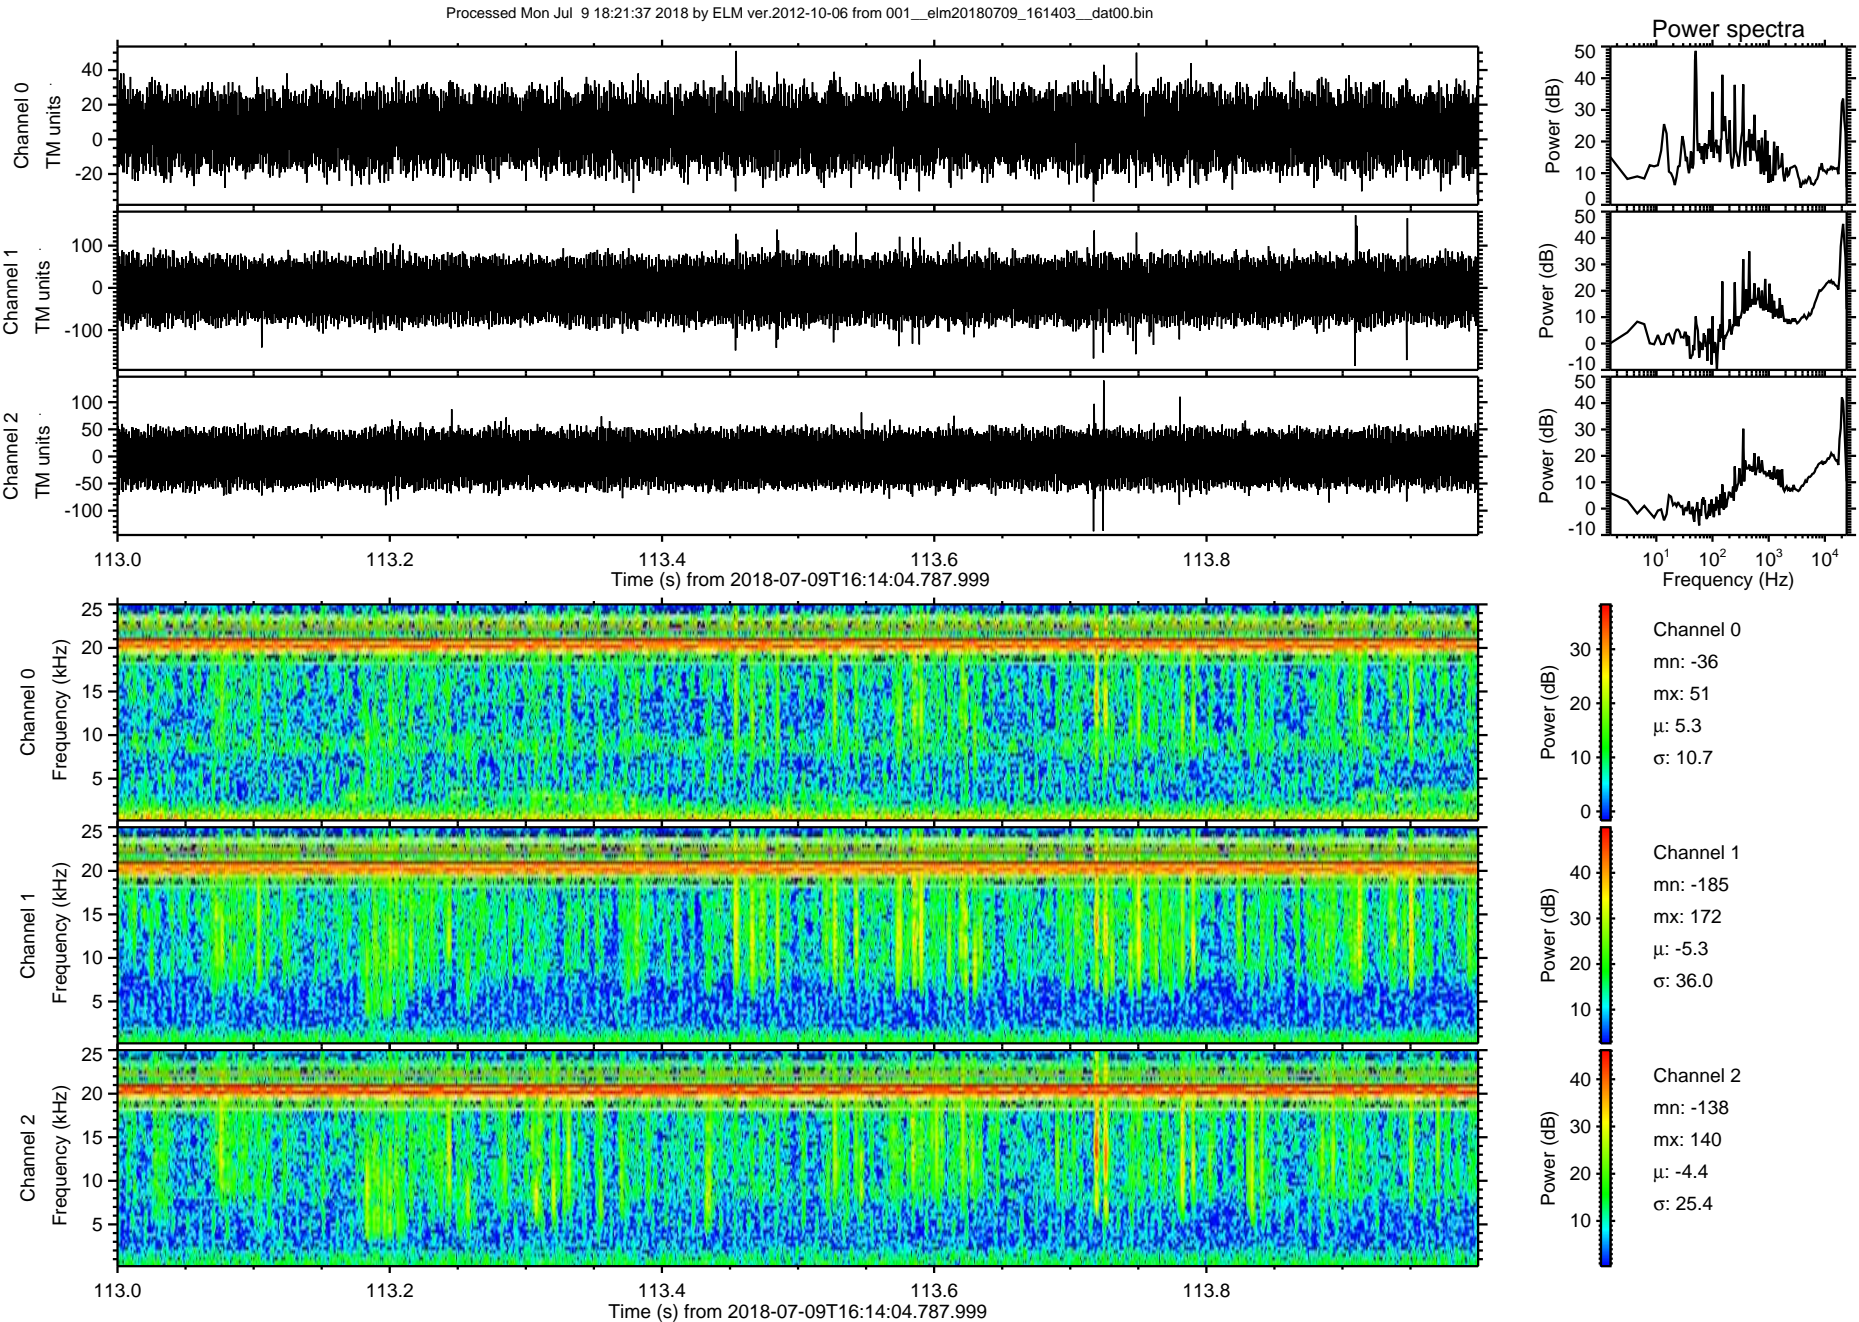 Processed Mon Jul  9 18:21:37 2018 by ELM ver.2012-10-06 from 001__elm20180709_161403__dat00.bin
Power spectra
Channel 0
TM units
40
20
0
-20
Power (dB)
50
40
30
20
10
0
Channel 1
TM units
100
0
-100
Power (dB)
50
40
30
20
10
0
-10
Channel 2
TM units
100
50
0
-50
-100
Power (dB)
50
40
30
20
10
0
-10
113.0 113.2 113.4 113.6 113.8
Time (s) from 2018-07-09T16:14:04.787.999
10¹ 10² 10³ 10⁴
Frequency (Hz)
Channel 0
Frequency (kHz)
25
20
15
10
5
Power (dB)
30
20
10
0
Channel 0
mn: -36
mx: 51
μ: 5.3
σ: 10.7
Channel 1
Frequency (kHz)
25
20
15
10
5
Power (dB)
40
30
20
10
Channel 1
mn: -185
mx: 172
μ: -5.3
σ: 36.0
Channel 2
Frequency (kHz)
25
20
15
10
5
Power (dB)
40
30
20
10
Channel 2
mn: -138
mx: 140
μ: -4.4
σ: 25.4
113.0 113.2 113.4 113.6 113.8
Time (s) from 2018-07-09T16:14:04.787.999